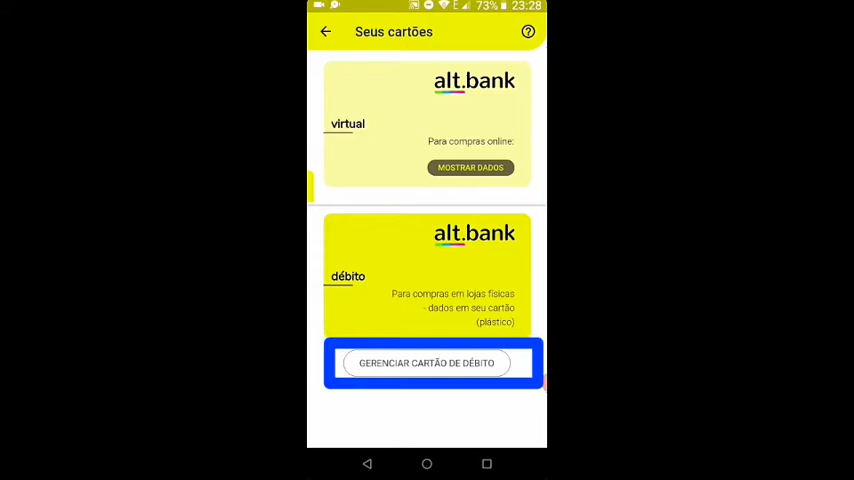 73% 23:28
Seus cartões
alt.bank
virtual
Para compras online:
MOSTRAR DADOS
alt.bank
débito
Para compras em lojas físicas
- dados em seu cartão
(plástico)
GERENCIAR CARTÃO DE DÉBITO